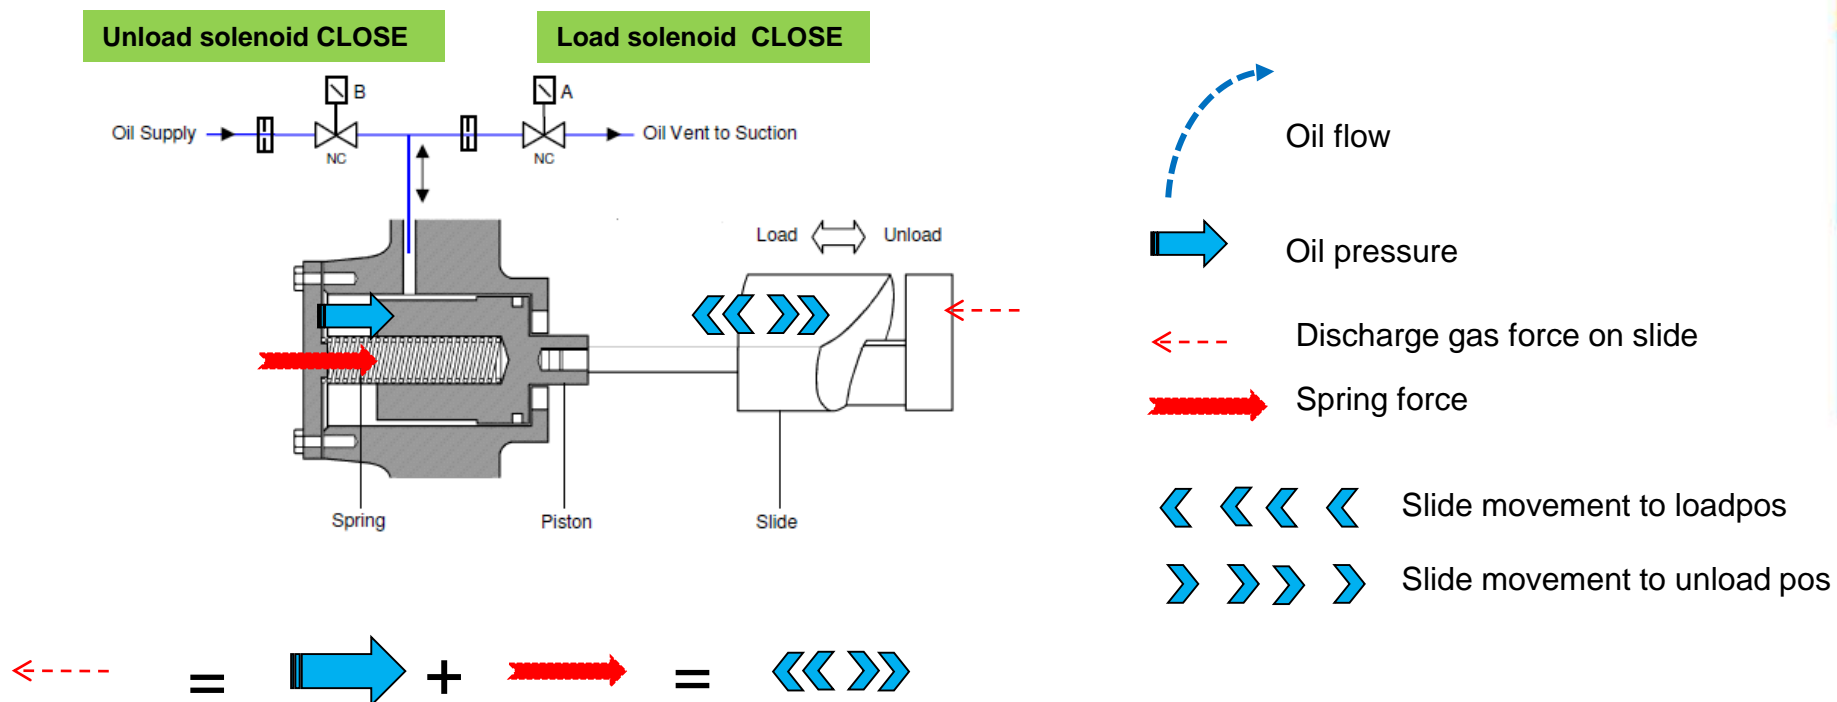 Unload solenoid CLOSE
Load solenoid  CLOSE
B
A
Oil Supply
Oil Vent to Suction
NC
NC
Load
Unload
Spring
Piston
Slide
Oil flow
Oil pressure
Discharge gas force on slide
Spring force
Slide movement to loadpos
Slide movement to unload pos
= + =